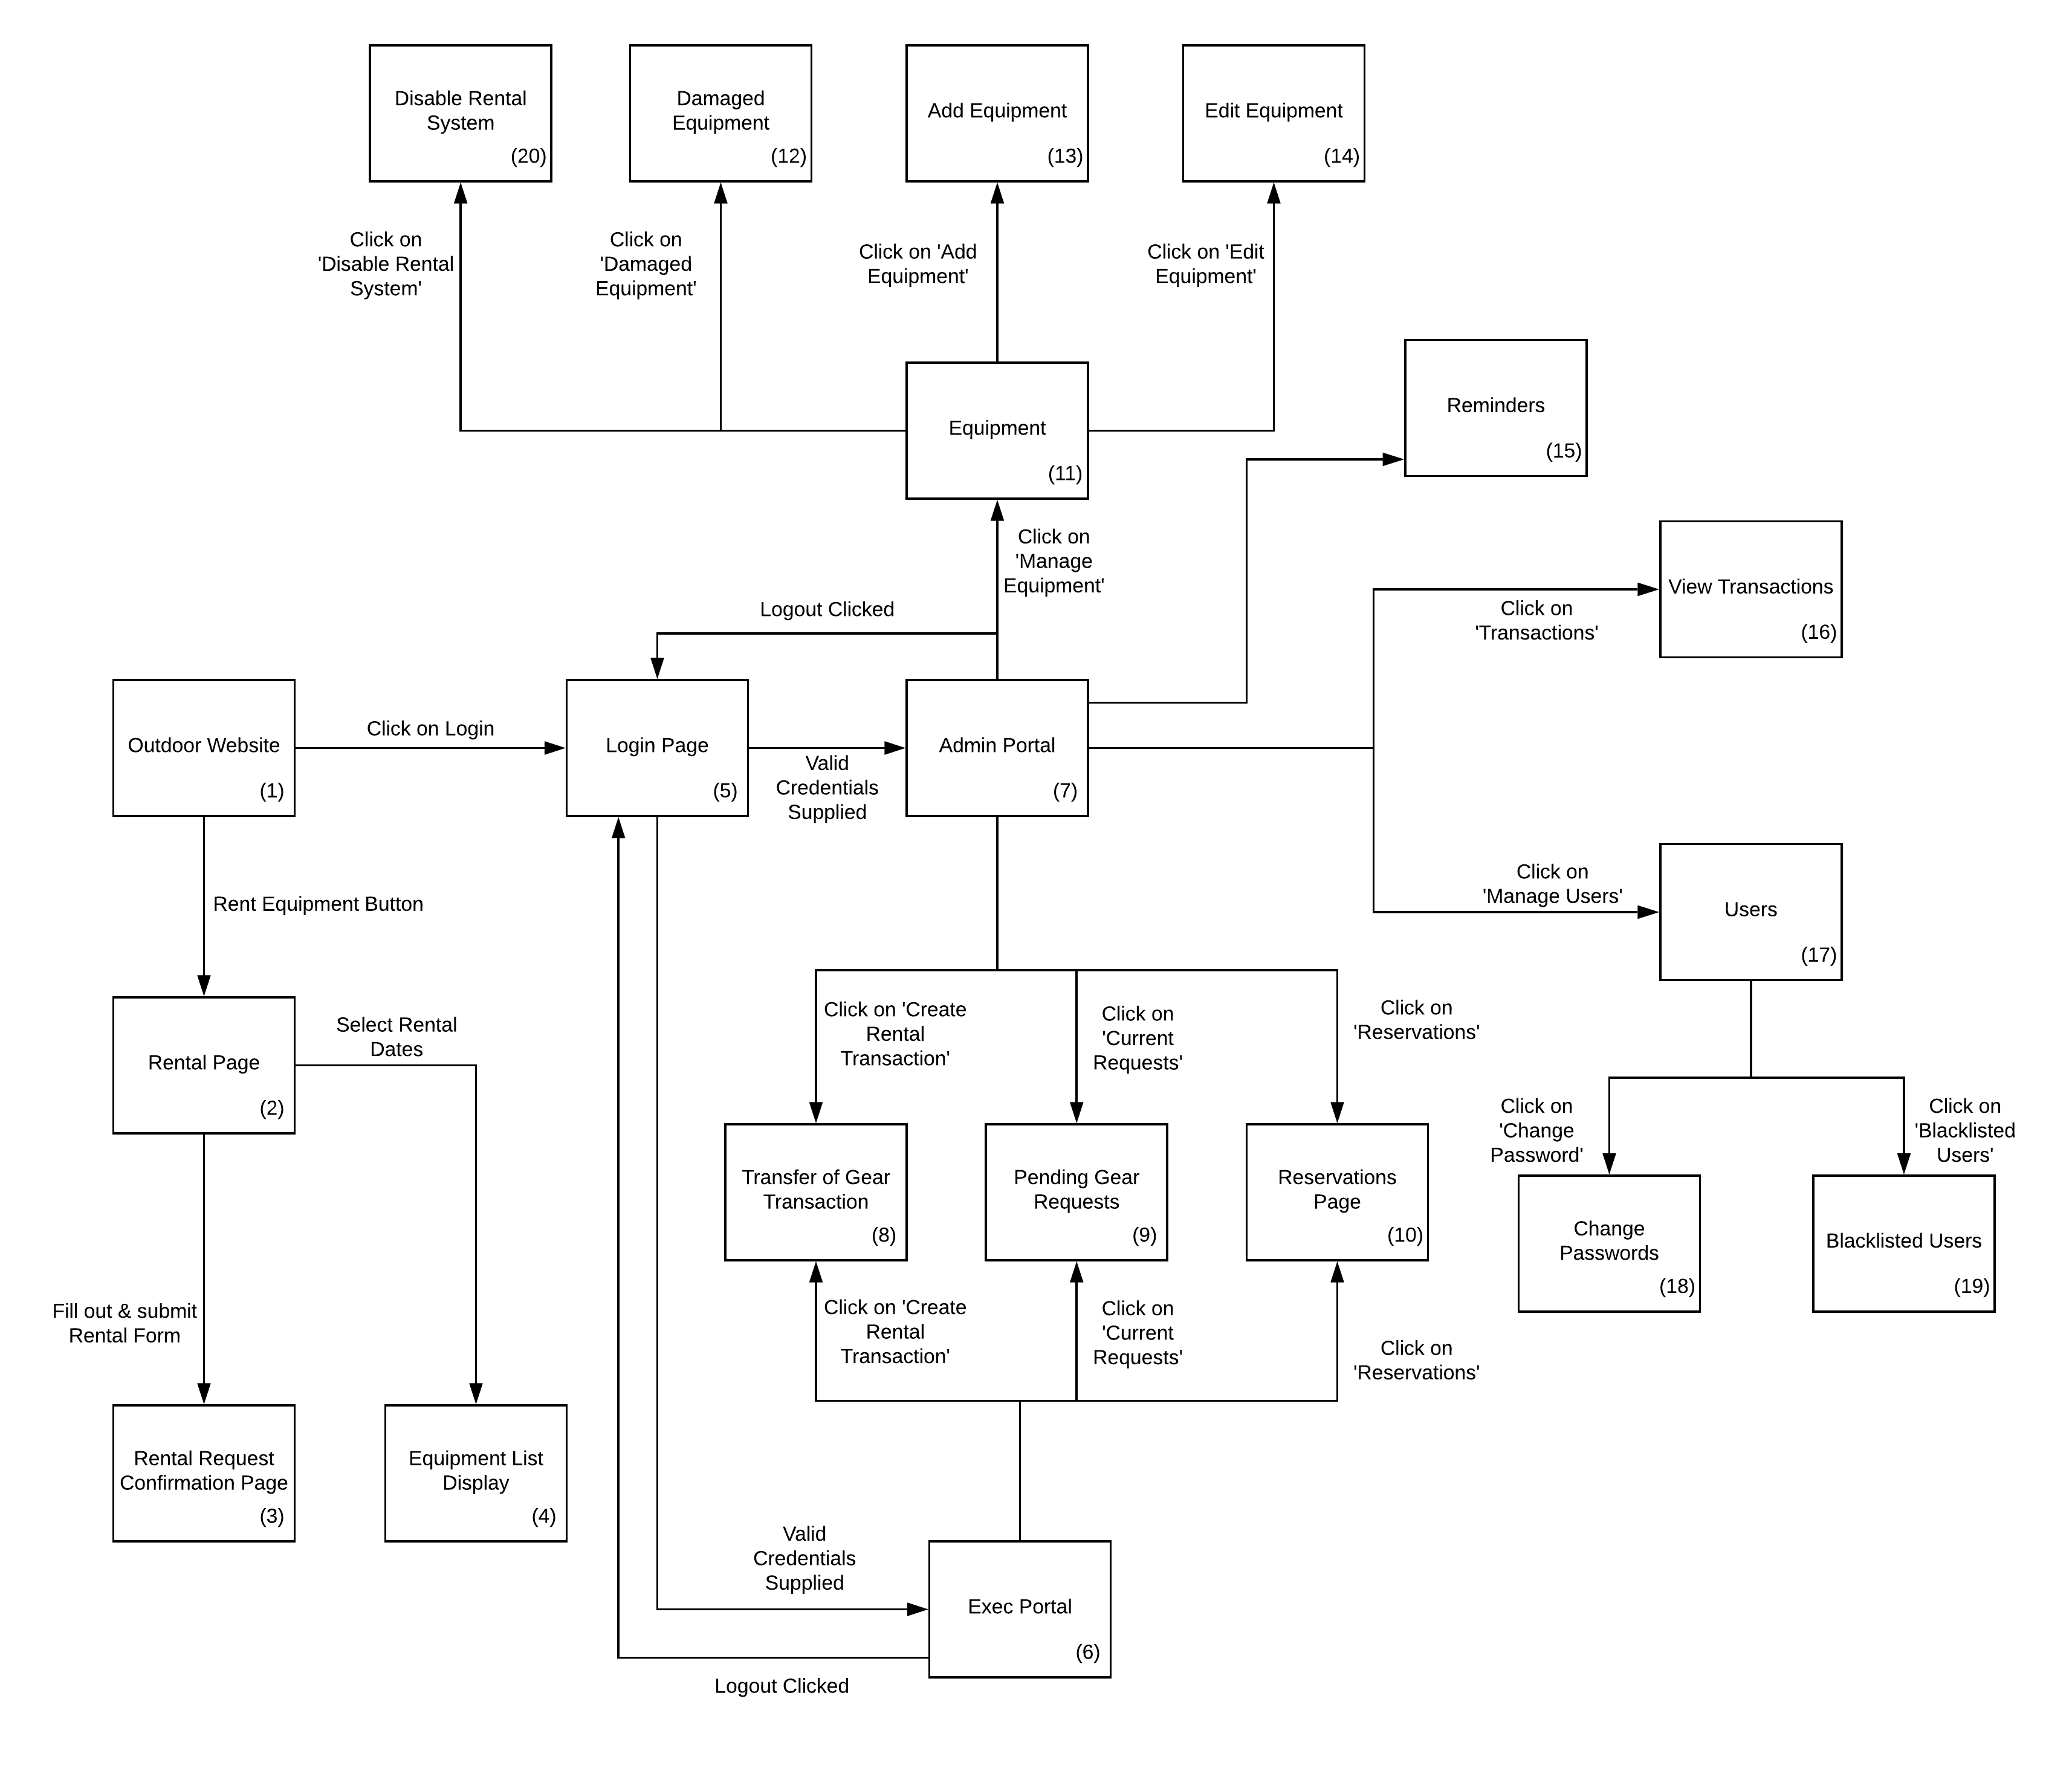 Disable Rental
System
(20)
Damaged
Equipment
(12)
Add Equipment
(13)
Edit Equipment
(14)
Click on
'Disable Rental
System'
Click on
'Damaged
Equipment'
Click on 'Add
Equipment'
Click on 'Edit
Equipment'
Equipment
(11)
Reminders
(15)
Click on
'Manage
Equipment'
Logout Clicked
View Transactions
(16)
Click on
'Transactions'
Outdoor Website
(1)
Click on Login
Login Page
(5)
Valid
Credentials
Supplied
Admin Portal
(7)
Click on
'Manage Users'
Users
(17)
Rent Equipment Button
Rental Page
(2)
Select Rental
Dates
Click on 'Create
Rental
Transaction'
Click on
'Current
Requests'
Click on
'Reservations'
Click on
'Change
Password'
Click on
'Blacklisted
Users'
Transfer of Gear
Transaction
(8)
Pending Gear
Requests
(9)
Reservations
Page
(10)
Change
Passwords
(18)
Blacklisted Users
(19)
Fill out & submit
Rental Form
Click on 'Create
Rental
Transaction'
Click on
'Current
Requests'
Click on
'Reservations'
Rental Request
Confirmation Page
(3)
Equipment List
Display
(4)
Valid
Credentials
Supplied
Exec Portal
(6)
Logout Clicked